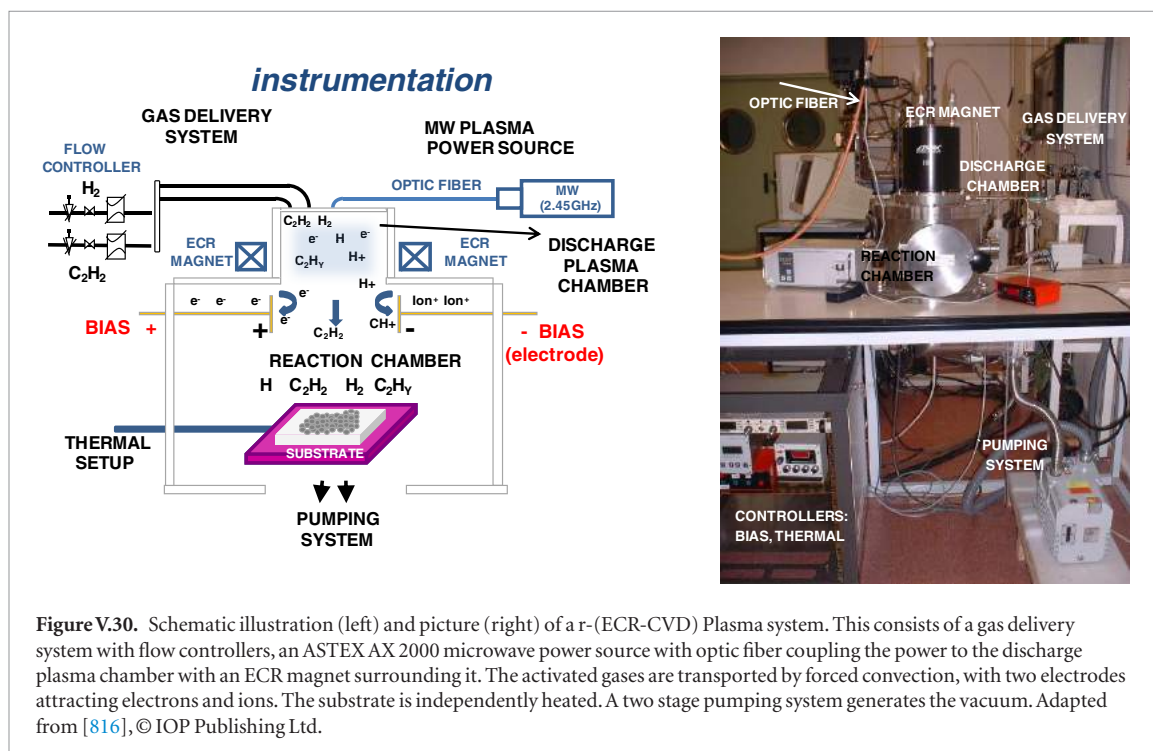 instrumentation
GAS DELIVERY
SYSTEM
MW PLASMA
POWER SOURCE
FLOW
CONTROLLER
H2
C2H2
OPTIC FIBER
MW
(2.45GHz)
C2H2 H2
e- H e-
C2HY H+
H+
ECR
MAGNET
ECR
MAGNET
DISCHARGE
PLASMA
CHAMBER
e- e- e- e-
e-
Ion+ Ion+
BIAS +
+
C2H2
CH+
-
- BIAS
(electrode)
REACTION CHAMBER
H C2H2 H2 C2HY
THERMAL
SETUP
SUBSTRATE
PUMPING
SYSTEM
OPTIC FIBER
ECR MAGNET
GAS DELIVERY
SYSTEM
DISCHARGE
CHAMBER
REACTION
CHAMBER
PUMPING
SYSTEM
CONTROLLERS:
BIAS, THERMAL
Figure V.30. Schematic illustration (left) and picture (right) of a r-(ECR-CVD) Plasma system. This consists of a gas delivery
system with flow controllers, an ASTEX AX 2000 microwave power source with optic fiber coupling the power to the discharge
plasma chamber with an ECR magnet surrounding it. The activated gases are transported by forced convection, with two electrodes
attracting electrons and ions. The substrate is independently heated. A two stage pumping system generates the vacuum. Adapted
from [816], © IOP Publishing Ltd.